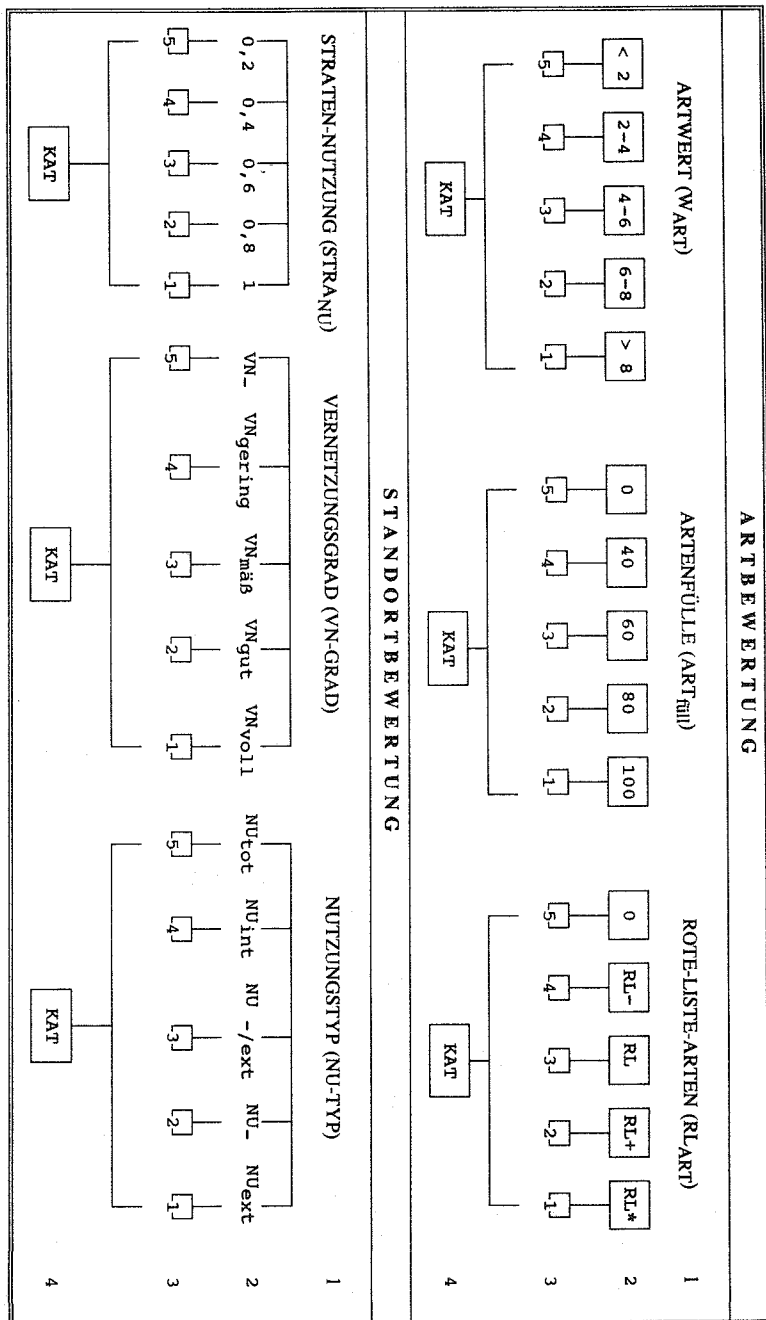 ARTBEWERTUNG
ARTWERT (WART) ARTENFÜLLE (ARTfüll) ROTE-LISTE-ARTEN (RLART) 1
< 2 2-4 4-6 6-8 > 8 0 40 60 80 100 0 RL- RL RL+ RL* 2
5 4 3 2 1 5 4 3 2 1 5 4 3 2 1 3
KAT KAT KAT 4
STANDORTBEWERTUNG
STRATEN-NUTZUNG (STRANU) VERNETZUNGSGRAD (VN-GRAD) NUTZUNGSTYP (NU-TYP) 1
0,2 0,4 0,6 0,8 1 VN- VNgering VNmäß VNgut VNvoll NUtot NUint NU -/ext NU- NUext 2
5 4 3 2 1 5 4 3 2 1 5 4 3 2 1 3
KAT KAT KAT 4